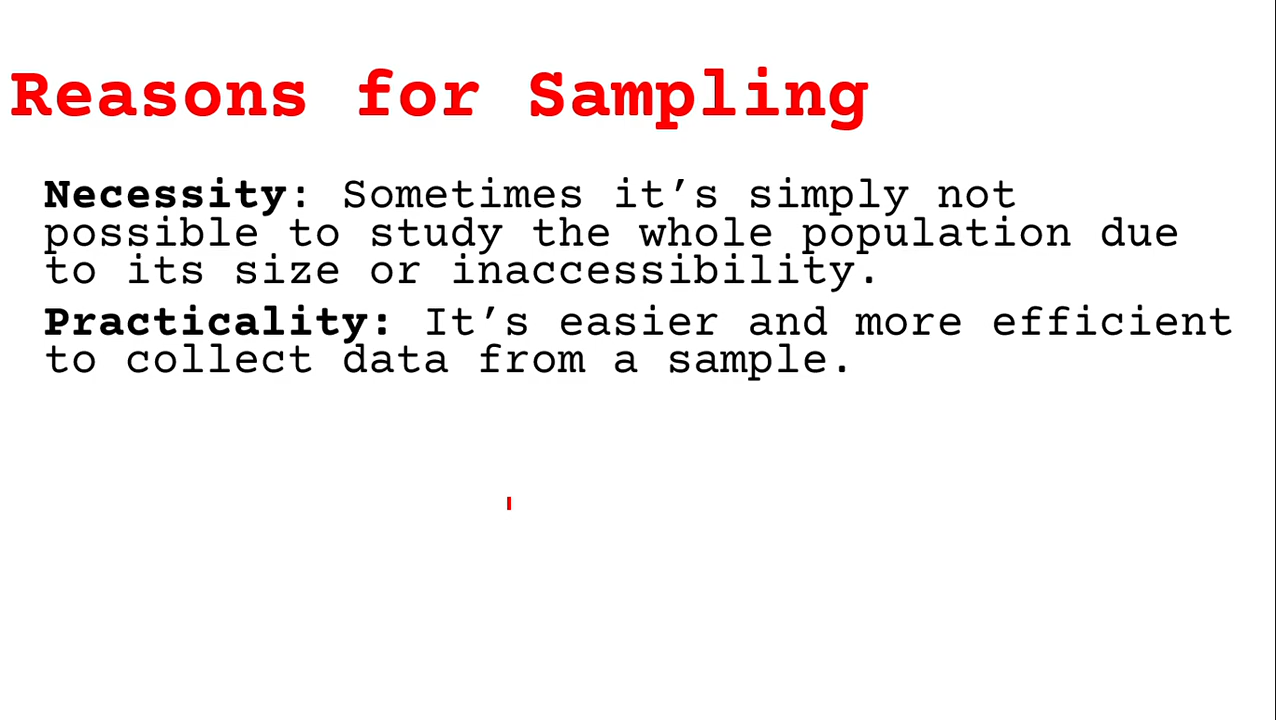 Reasons for Sampling
Necessity: Sometimes it’s simply not
possible to study the whole population due
to its size or inaccessibility.
Practicality: It’s easier and more efficient
to collect data from a sample.